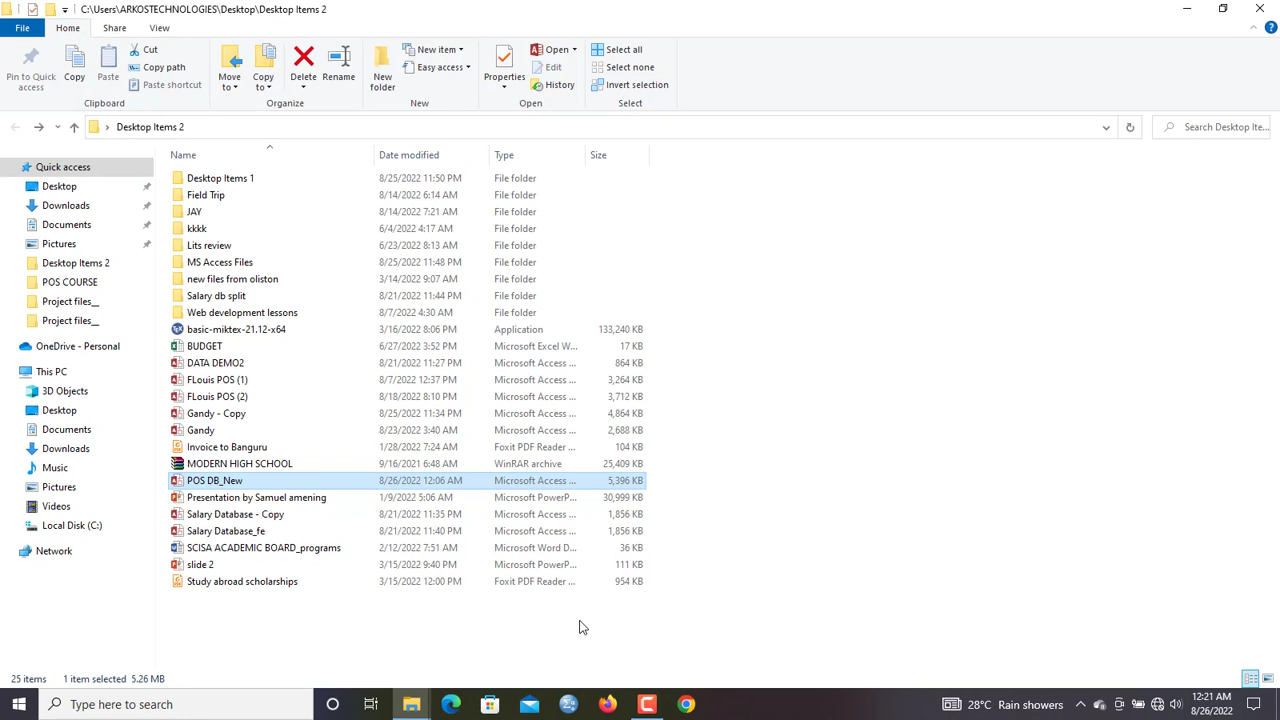 C:\Users\ARKOSTECHNOLOGIES\Desktop\Desktop Items 2
File Home Share View
Pin to Quick access
Copy
Paste
Cut
Copy path
Paste shortcut
Clipboard
Move to
Copy to
Delete
Rename
Organize
New folder
New item
Easy access
New
Properties
Open
Edit
History
Open
Select all
Select none
Invert selection
Select
Desktop Items 2
Search Desktop Ite...
Quick access
Desktop
Downloads
Documents
Pictures
Desktop Items 2
POS COURSE
Project files__
Project files__
OneDrive - Personal
This PC
3D Objects
Desktop
Documents
Downloads
Music
Pictures
Videos
Local Disk (C:)
Network
Name Date modified Type Size
Desktop Items 1 8/25/2022 11:50 PM File folder
Field Trip 8/14/2022 6:14 AM File folder
JAY 8/14/2022 7:21 AM File folder
kkkk 6/4/2022 4:17 AM File folder
Lits review 6/23/2022 8:13 AM File folder
MS Access Files 8/25/2022 11:48 PM File folder
new files from oliston 3/14/2022 9:07 AM File folder
Salary db split 8/21/2022 11:44 PM File folder
Web development lessons 8/7/2022 4:30 AM File folder
basic-miktex-21.12-x64 3/16/2022 8:06 PM Application 133,240 KB
BUDGET 6/27/2022 3:52 PM Microsoft Excel W... 17 KB
DATA DEMO2 8/21/2022 11:27 PM Microsoft Access ... 864 KB
FLouis POS (1) 8/7/2022 12:37 PM Microsoft Access ... 3,264 KB
FLouis POS (2) 8/18/2022 8:10 PM Microsoft Access ... 3,712 KB
Gandy - Copy 8/25/2022 11:34 PM Microsoft Access ... 4,864 KB
Gandy 8/23/2022 3:40 AM Microsoft Access ... 2,688 KB
Invoice to Banguru 1/28/2022 7:24 AM Foxit PDF Reader ... 104 KB
MODERN HIGH SCHOOL 9/16/2021 6:48 AM WinRAR archive 25,409 KB
POS DB_New 8/26/2022 12:06 AM Microsoft Access ... 5,396 KB
Presentation by Samuel amening 1/9/2022 5:06 AM Microsoft PowerP... 30,999 KB
Salary Database - Copy 8/21/2022 11:35 PM Microsoft Access ... 1,856 KB
Salary Database_fe 8/21/2022 11:40 PM Microsoft Access ... 1,856 KB
SCISA ACADEMIC BOARD_programs 2/12/2022 7:51 AM Microsoft Word D... 36 KB
slide 2 3/15/2022 9:40 PM Microsoft PowerP... 111 KB
Study abroad scholarships 3/15/2022 12:00 PM Foxit PDF Reader ... 954 KB
25 items 1 item selected 5.26 MB
Type here to search
28°C Rain showers
12:21 AM
8/26/2022